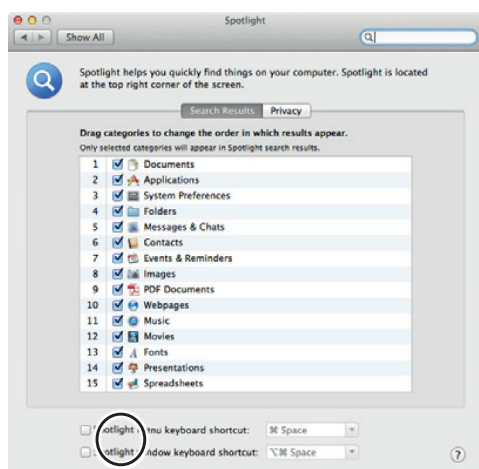 Spotlight
Show All
Spotlight helps you quickly find things on your computer. Spotlight is located
at the top right corner of the screen.
Search Results Privacy
Drag categories to change the order in which results appear.
Only selected categories will appear in Spotlight search results.
1 Documents
2 Applications
3 System Preferences
4 Folders
5 Messages & Chats
6 Contacts
7 Events & Reminders
8 Images
9 PDF Documents
10 Webpages
11 Music
12 Movies
13 Fonts
14 Presentations
15 Spreadsheets
Spotlight menu keyboard shortcut: ⌘ Space
Spotlight window keyboard shortcut: ⌥⌘ Space
?